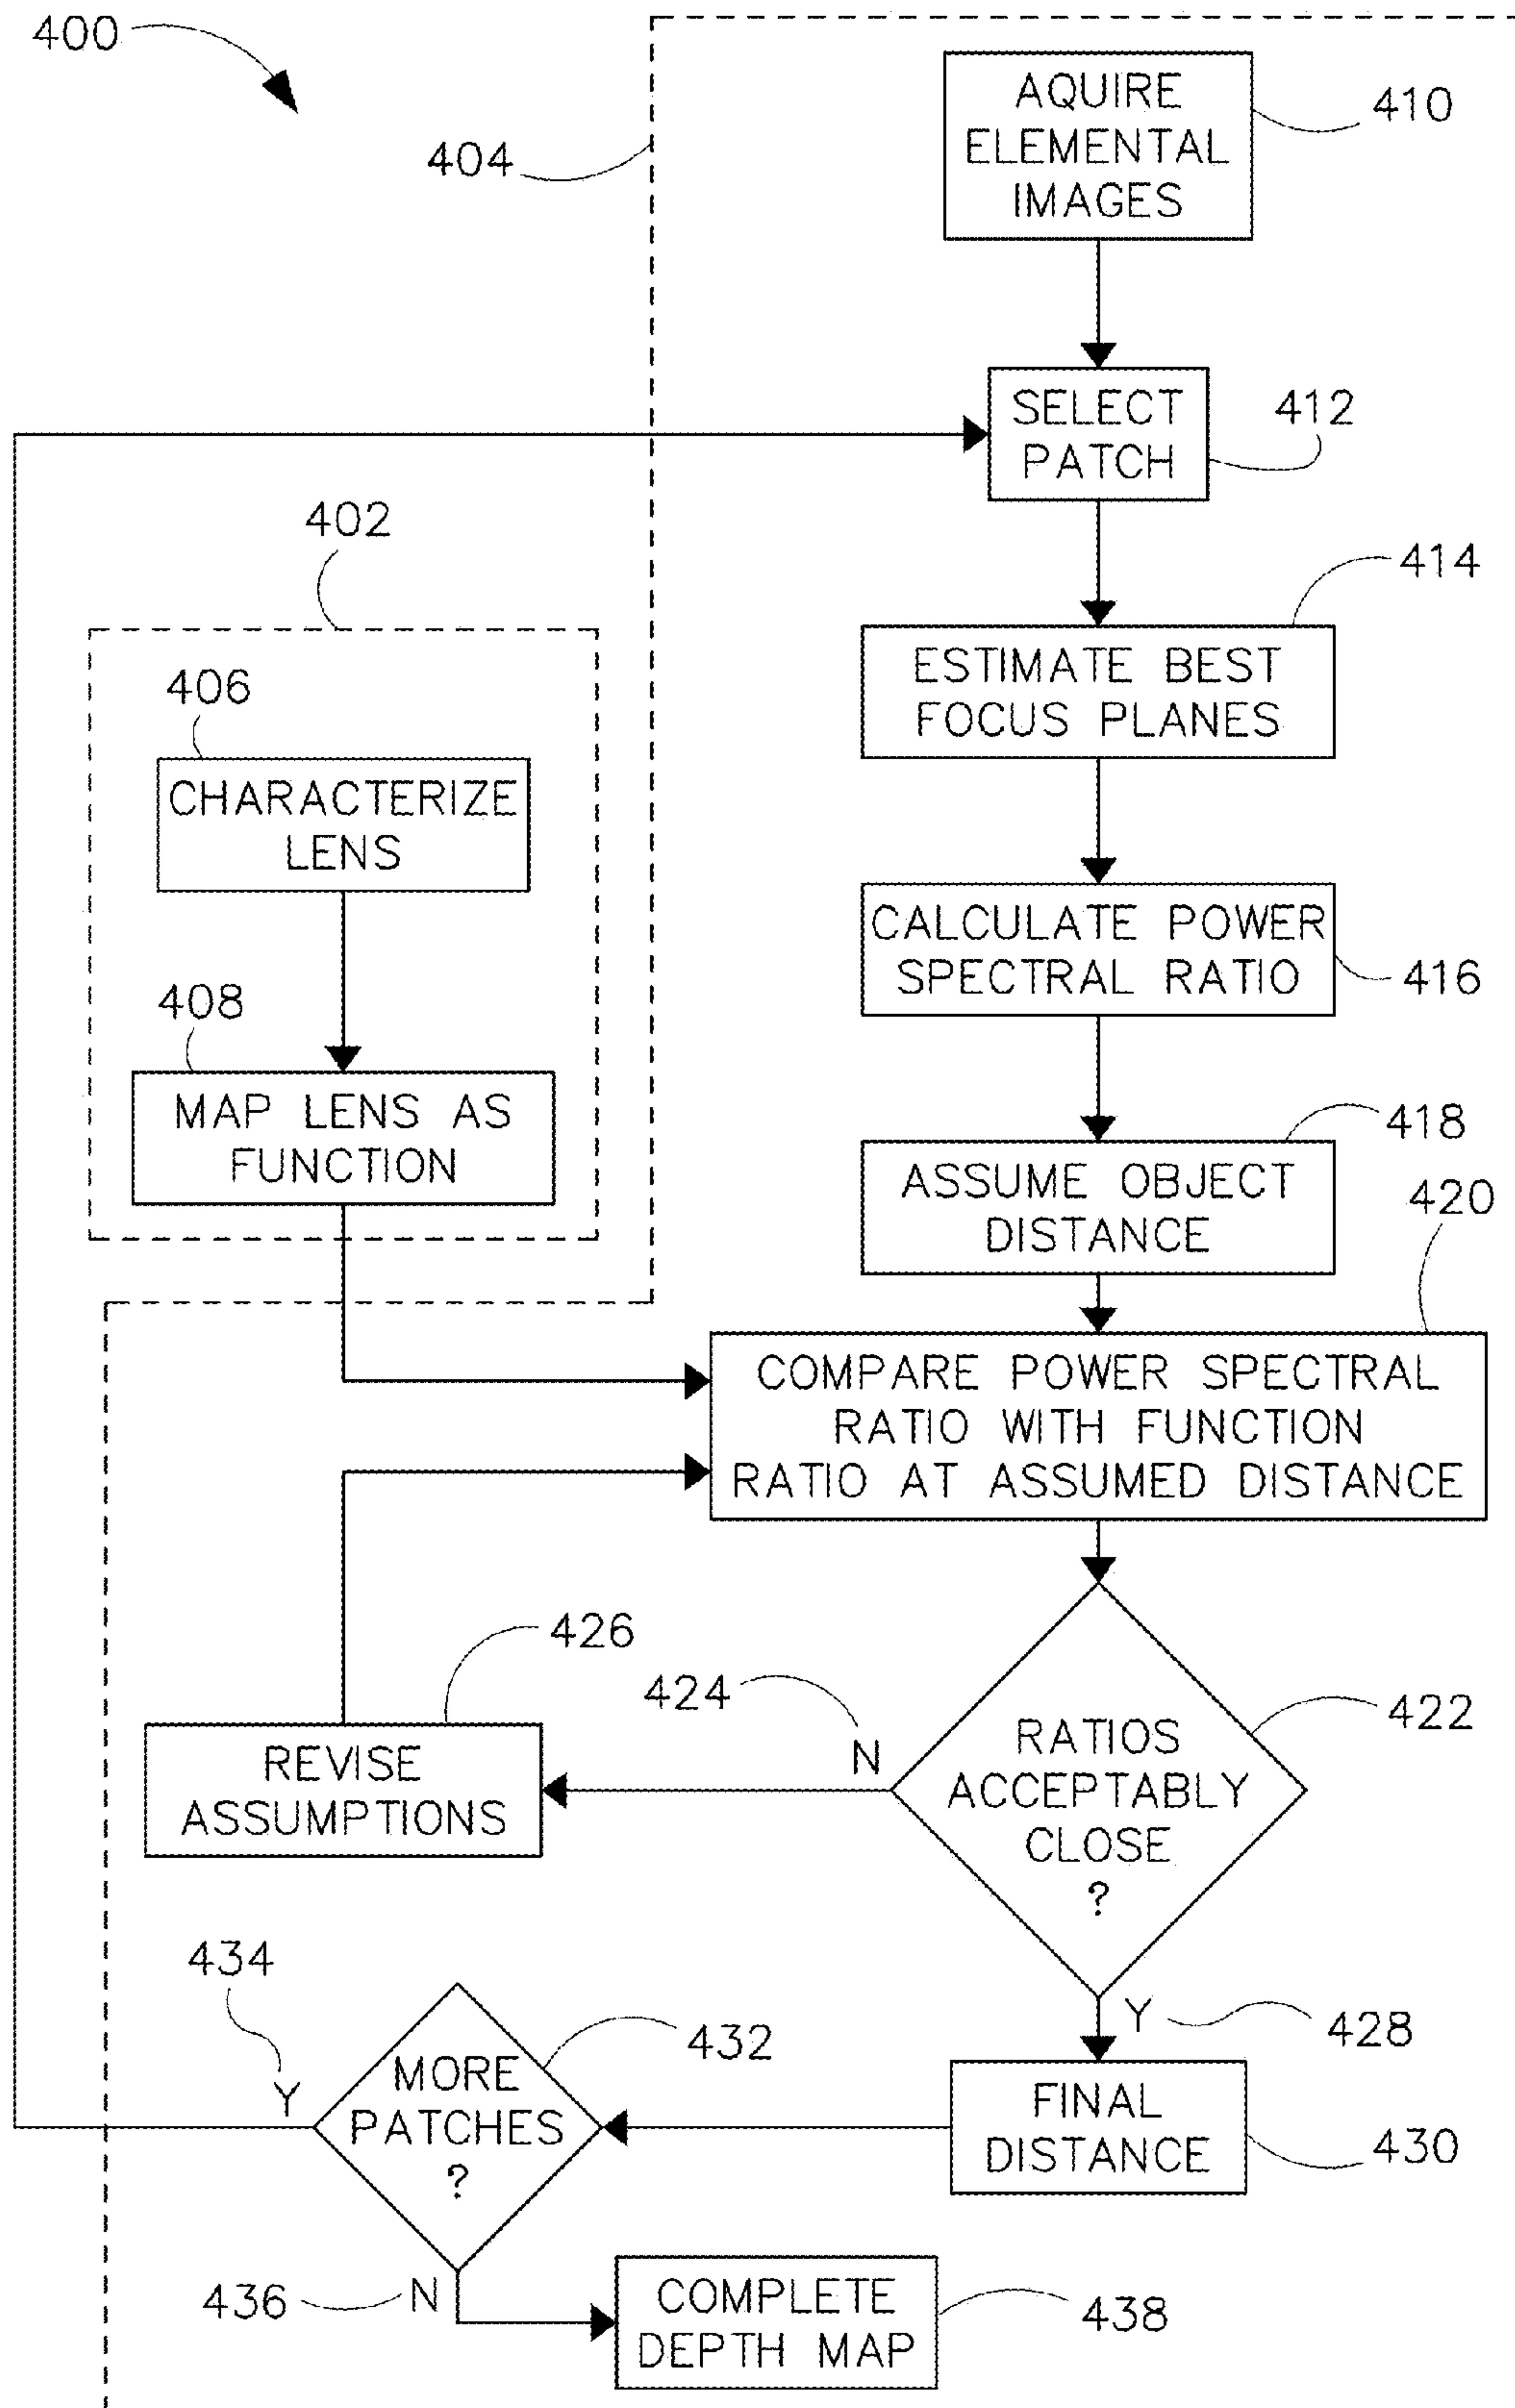 400
404
AQUIRE
ELEMENTAL
IMAGES
410
SELECT
PATCH
412
402
414
ESTIMATE BEST
FOCUS PLANES
406
CHARACTERIZE
LENS
CALCULATE POWER
SPECTRAL RATIO
416
408
MAP LENS AS
FUNCTION
418
ASSUME OBJECT
DISTANCE
420
COMPARE POWER SPECTRAL
RATIO WITH FUNCTION
RATIO AT ASSUMED DISTANCE
426
424
N
422
REVISE
ASSUMPTIONS
RATIOS
ACCEPTABLY
CLOSE
?
434
Y
432
Y
428
MORE
PATCHES
?
FINAL
DISTANCE
430
436
N
COMPLETE
DEPTH MAP
438